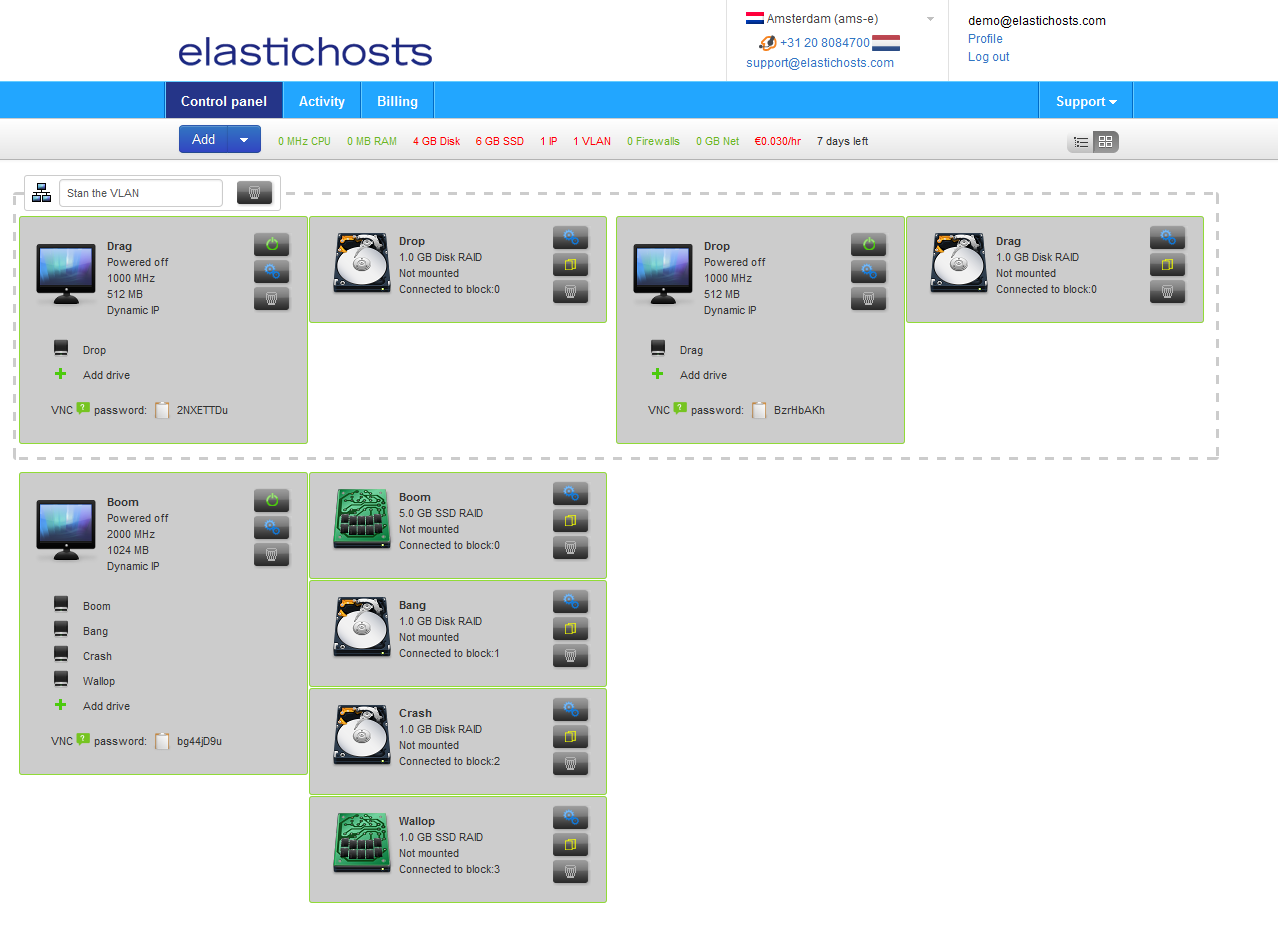 elastichosts
Amsterdam (ams-e)
+31 20 8084700
support@elastichosts.com
demo@elastichosts.com
Profile
Log out
Control panel Activity Billing Support
Add 0 MHz CPU 0 MB RAM 4 GB Disk 6 GB SSD 1 IP 1 VLAN 0 Firewalls 0 GB Net €0.030/hr 7 days left
Stan the VLAN
Drag
Powered off
1000 MHz
512 MB
Dynamic IP
Drop
Add drive
VNC ? password: 2NXETTDu
Drop
1.0 GB Disk RAID
Not mounted
Connected to block:0
Drop
Powered off
1000 MHz
512 MB
Dynamic IP
Drag
Add drive
VNC ? password: BzrHbAKh
Drag
1.0 GB Disk RAID
Not mounted
Connected to block:0
Boom
Powered off
2000 MHz
1024 MB
Dynamic IP
Boom
Bang
Crash
Wallop
Add drive
VNC ? password: bg44jD9u
Boom
5.0 GB SSD RAID
Not mounted
Connected to block:0
Bang
1.0 GB Disk RAID
Not mounted
Connected to block:1
Crash
1.0 GB Disk RAID
Not mounted
Connected to block:2
Wallop
1.0 GB SSD RAID
Not mounted
Connected to block:3